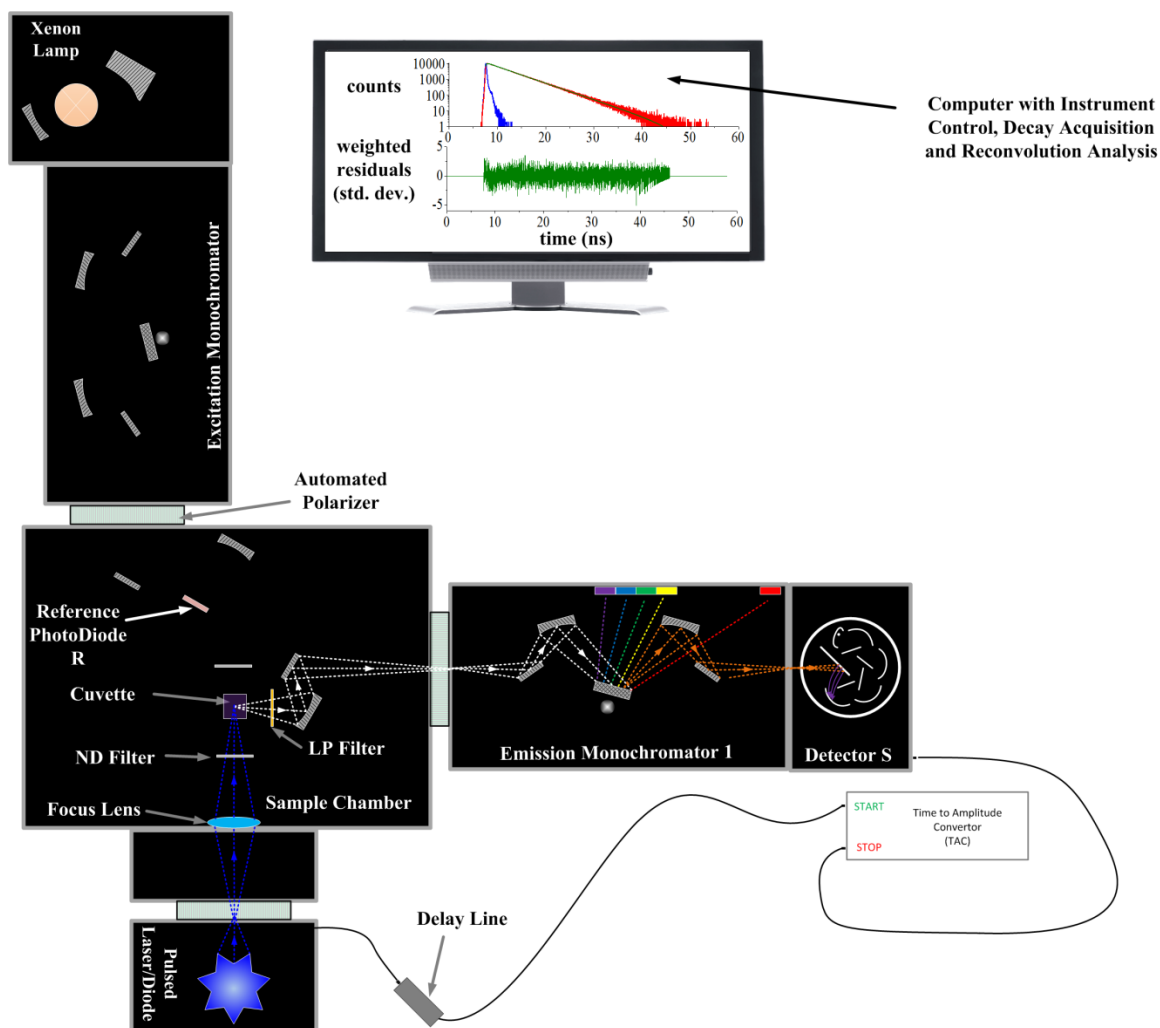 Xenon
Lamp
Excitation Monochromator
counts
10000
1000
100
10
1
0
10
20
30
40
50
60
weighted
residuals
(std. dev.)
5
0
-5
0
10
20
30
40
50
60
time (ns)
Computer with Instrument
Control, Decay Acquisition
and Reconvolution Analysis
Automated
Polarizer
Reference
PhotoDiode
R
Cuvette
LP Filter
ND Filter
Focus Lens
Sample Chamber
Emission Monochromator 1
Detector S
START
STOP
Time to Amplitude
Convertor
(TAC)
Delay Line
Pulsed
Laser/Diode